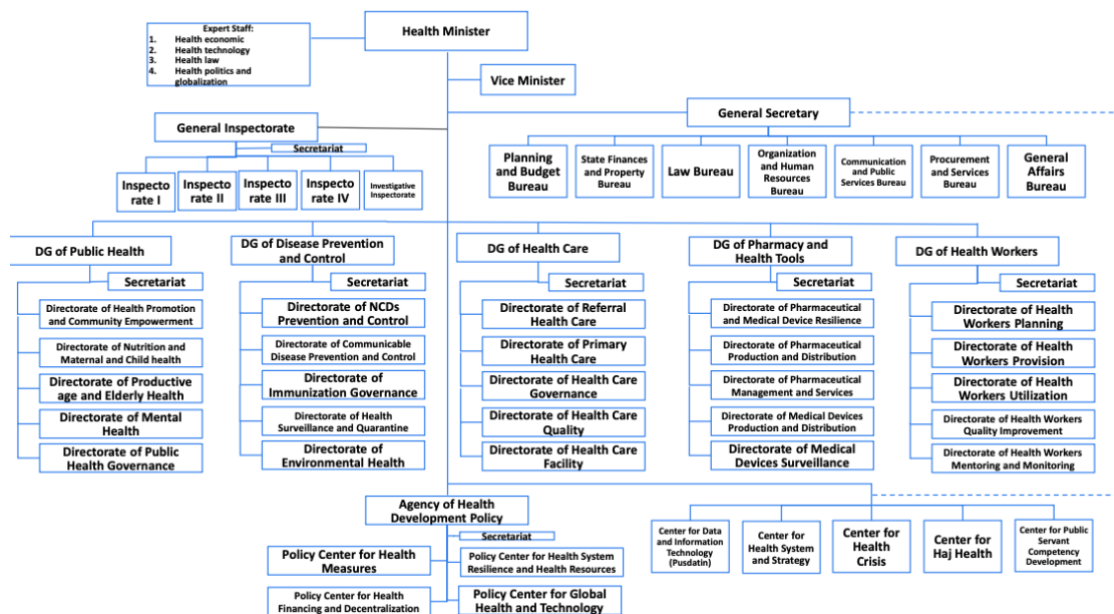 Expert Staff:
1. Health economic
2. Health technology
3. Health law
4. Health politics and
globalization
Health Minister
Vice Minister
General Secretary
General Inspectorate
Secretariat
Inspecto
rate I
Inspecto
rate II
Inspecto
rate III
Inspecto
rate IV
Investigative
Inspectorate
Planning
and Budget
Bureau
State Finances
and Property
Bureau
Law Bureau
Organization
and Human
Resources
Bureau
Communication
and Public
Services Bureau
Procurement
and Services
Bureau
General
Affairs
Bureau
DG of Public Health
Secretariat
Directorate of Health Promotion
and Community Empowerment
Directorate of Nutrition and
Maternal and Child health
Directorate of Productive
age and Elderly Health
Directorate of Mental
Health
Directorate of Public
Health Governance
DG of Disease Prevention
and Control
Secretariat
Directorate of NCDs
Prevention and Control
Directorate of Communicable
Disease Prevention and Control
Directorate of
Immunization Governance
Directorate of Health
Surveillance and Quarantine
Directorate of
Environmental Health
DG of Health Care
Secretariat
Directorate of Referral
Health Care
Directorate of Primary
Health Care
Directorate of Health Care
Governance
Directorate of Health Care
Quality
Directorate of Health Care
Facility
DG of Pharmacy and
Health Tools
Secretariat
Directorate of Pharmaceutical
and Medical Device Resilience
Directorate of Pharmaceutical
Production and Distribution
Directorate of Pharmaceutical
Management and Services
Directorate of Medical Devices
Production and Distribution
Directorate of Medical
Devices Surveillance
DG of Health Workers
Secretariat
Directorate of Health
Workers Planning
Directorate of Health
Workers Provision
Directorate of Health
Workers Utilization
Directorate of Health Workers
Quality Improvement
Directorate of Health Workers
Mentoring and Monitoring
Agency of Health
Development Policy
Secretariat
Policy Center for Health
Measures
Policy Center for Health System
Resilience and Health Resources
Policy Center for Health
Financing and Decentralization
Policy Center for Global
Health and Technology
Center for Data
and Information
Technology
(Pusdatin)
Center for
Health System
and Strategy
Center for
Health
Crisis
Center for
Haj Health
Center for Public
Servant
Competency
Development